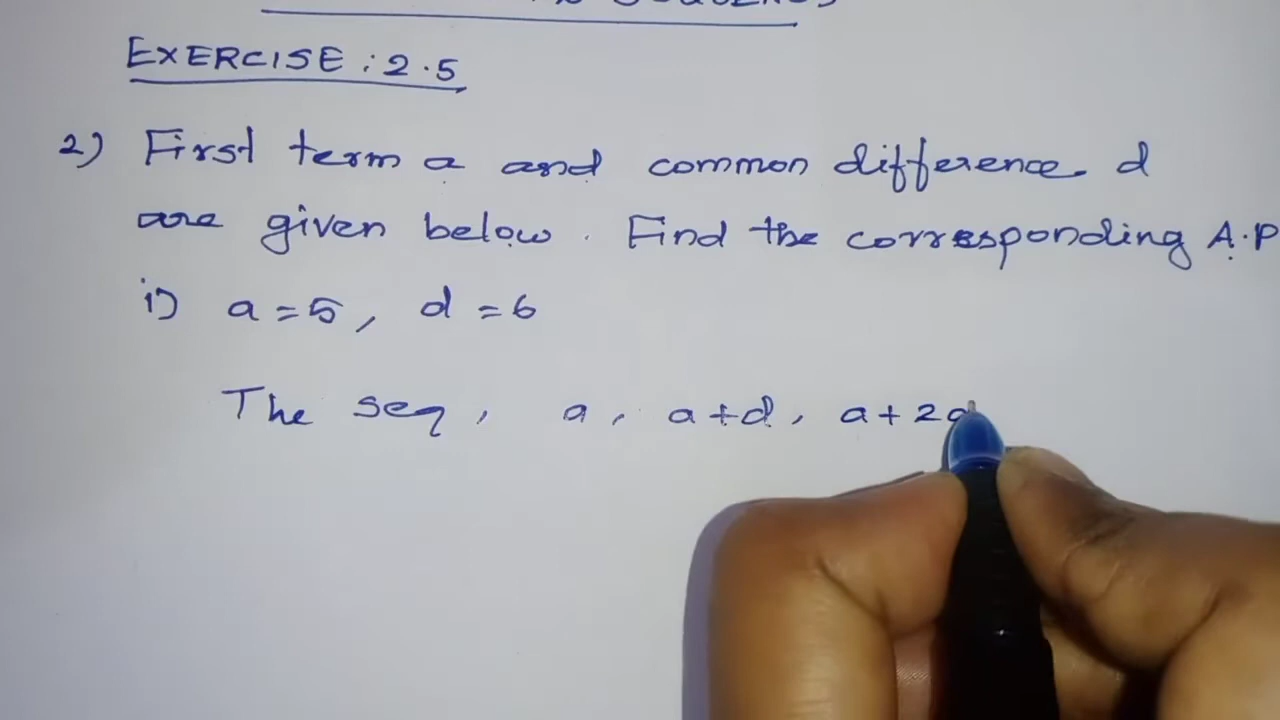 EXERCISE : 2.5
2) First term a and common difference d
are given below. Find the corresponding A.P
i) a = 5, d = 6
The seq, a, a+d, a+2d